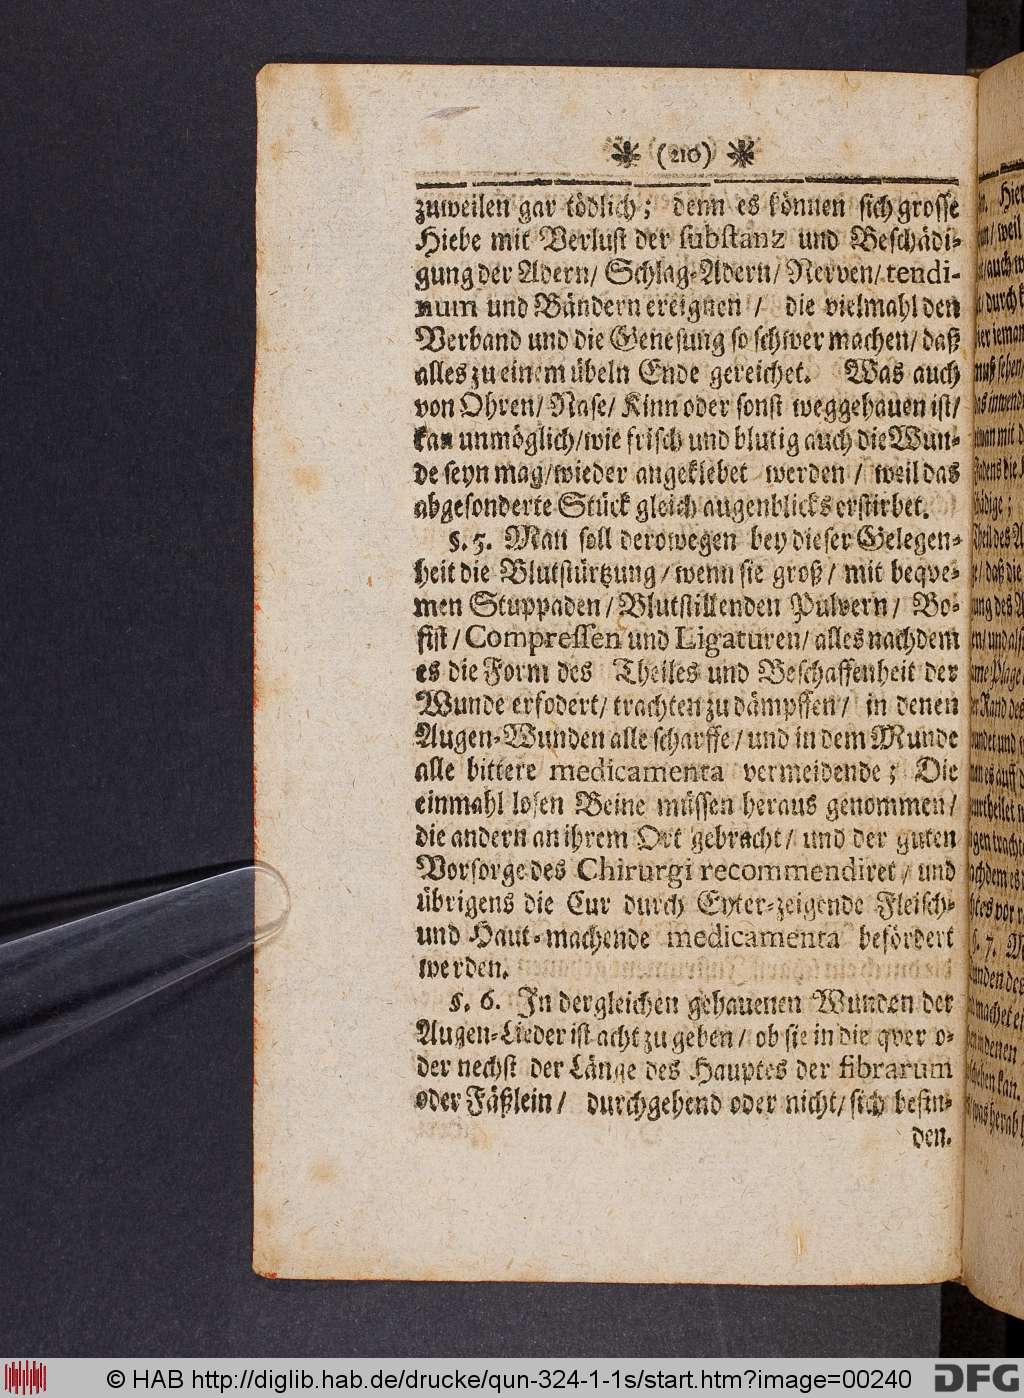 (210)
zuweilen gar tödlich; denn es können sich grosse
Hiebe mit Verlust der substanz und Beschädi-
gung der Adern/ Schlag-Adern/ Nerven/ tendi-
num und Bändern ereignen / die vielmahl den
Verband und die Genesung so schwer machen/ daß
alles zu einem übeln Ende gereichet. Was auch
von Ohren/ Nase/ Kinn oder sonst weggehauen ist/
kan unmöglich/ wie frisch und blutig auch die Wun-
de seyn mag/ wieder angeklebet werden / weil das
abgesonderte Stück gleich augenblicks erstirbet.
§. 5. Man soll derowegen bey dieser Gelegen-
heit die Blutstürtzung / wenn sie groß / mit beqve-
men Stuppaden / Blutstillenden Pulvern / Bo-
fist / Compressen und Ligaturen/ alles nachdem
es die Form des Theiles und Beschaffenheit der
Wunde erfodert/ trachten zu dämpffen / in denen
Augen-Wunden alle scharffe / und in dem Munde
alle bittere medicamenta vermeidende; Die
einmahl losen Beine müssen heraus genommen /
die andern an ihrem Ort gebracht / und der guten
Vorsorge des Chirurgi recommendiret / und
übrigens die Cur durch Eyter-zeigende Fleisch-
und Haut-machende medicamenta befördert
werden.
§. 6. In dergleichen gehauenen Wunden der
Augen-Lieder ist acht zu geben / ob sie in die qver o-
der nechst der Länge des Hauptes der fibrarum
oder Fäßlein / durchgehend oder nicht/ sich befin-
den.
© HAB http://diglib.hab.de/drucke/qun-324-1-1s/start.htm?image=00240
DFG